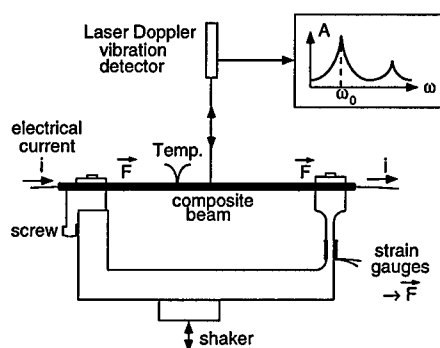 Laser Doppler
vibration
detector
A
ω
ω₀
electrical
current
i
F
Temp.
F
i
composite
beam
screw
strain
gauges
→ F
shaker